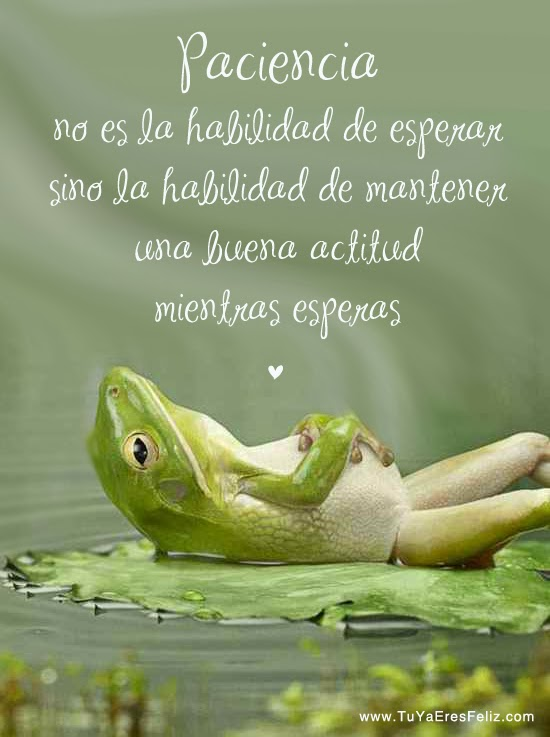 Paciencia
no es la habilidad de esperar
sino la habilidad de mantener
una buena actitud
mientras esperas
www.TuYaEresFeliz.com